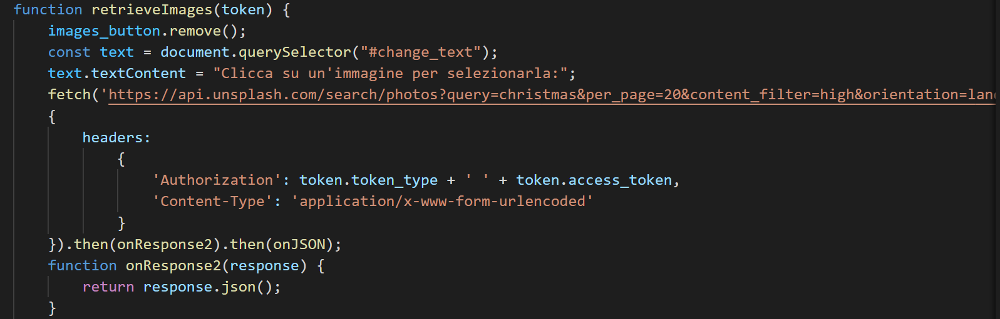 function retrieveImages(token) {
    images_button.remove();
    const text = document.querySelector("#change_text");
    text.textContent = "Clicca su un'immagine per selezionarla:";
    fetch('https://api.unsplash.com/search/photos?query=christmas&per_page=20&content_filter=high&orientation=
    {
        headers:
            {
                'Authorization': token.token_type + ' ' + token.access_token,
                'Content-Type': 'application/x-www-form-urlencoded'
            }
    }).then(onResponse2).then(onJSON);
    function onResponse2(response) {
        return response.json();
    }